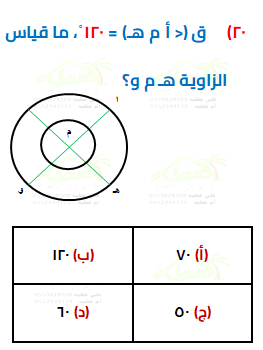 ٢٠) ق (> أ م هـ) = ١٢٠ ْ، ما قياس
الزاوية هـ م و؟
ا
م
هـ
و
(أ) ٧٠
(ب) ١٢٠
(ج) ٥٠
(د) ٦٠